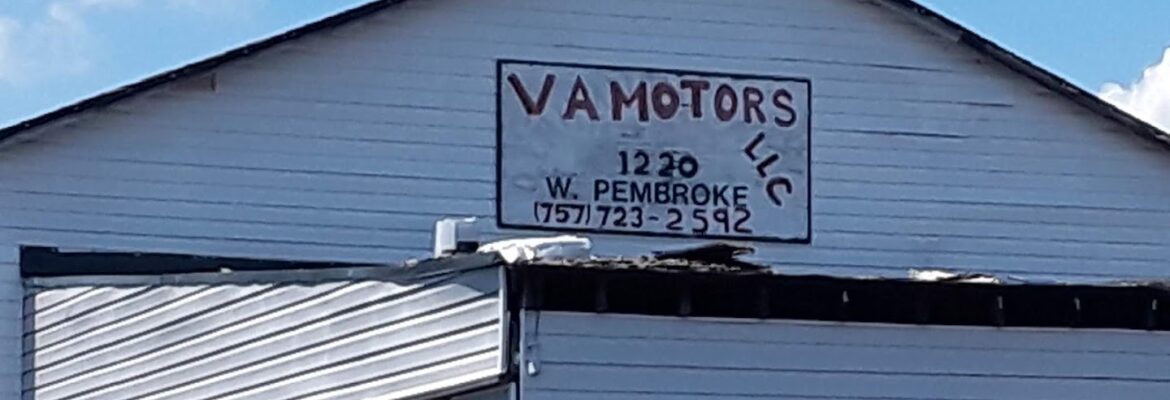 VA MOTORS
LLC
1220
W. PEMBROKE
(757) 723-2592